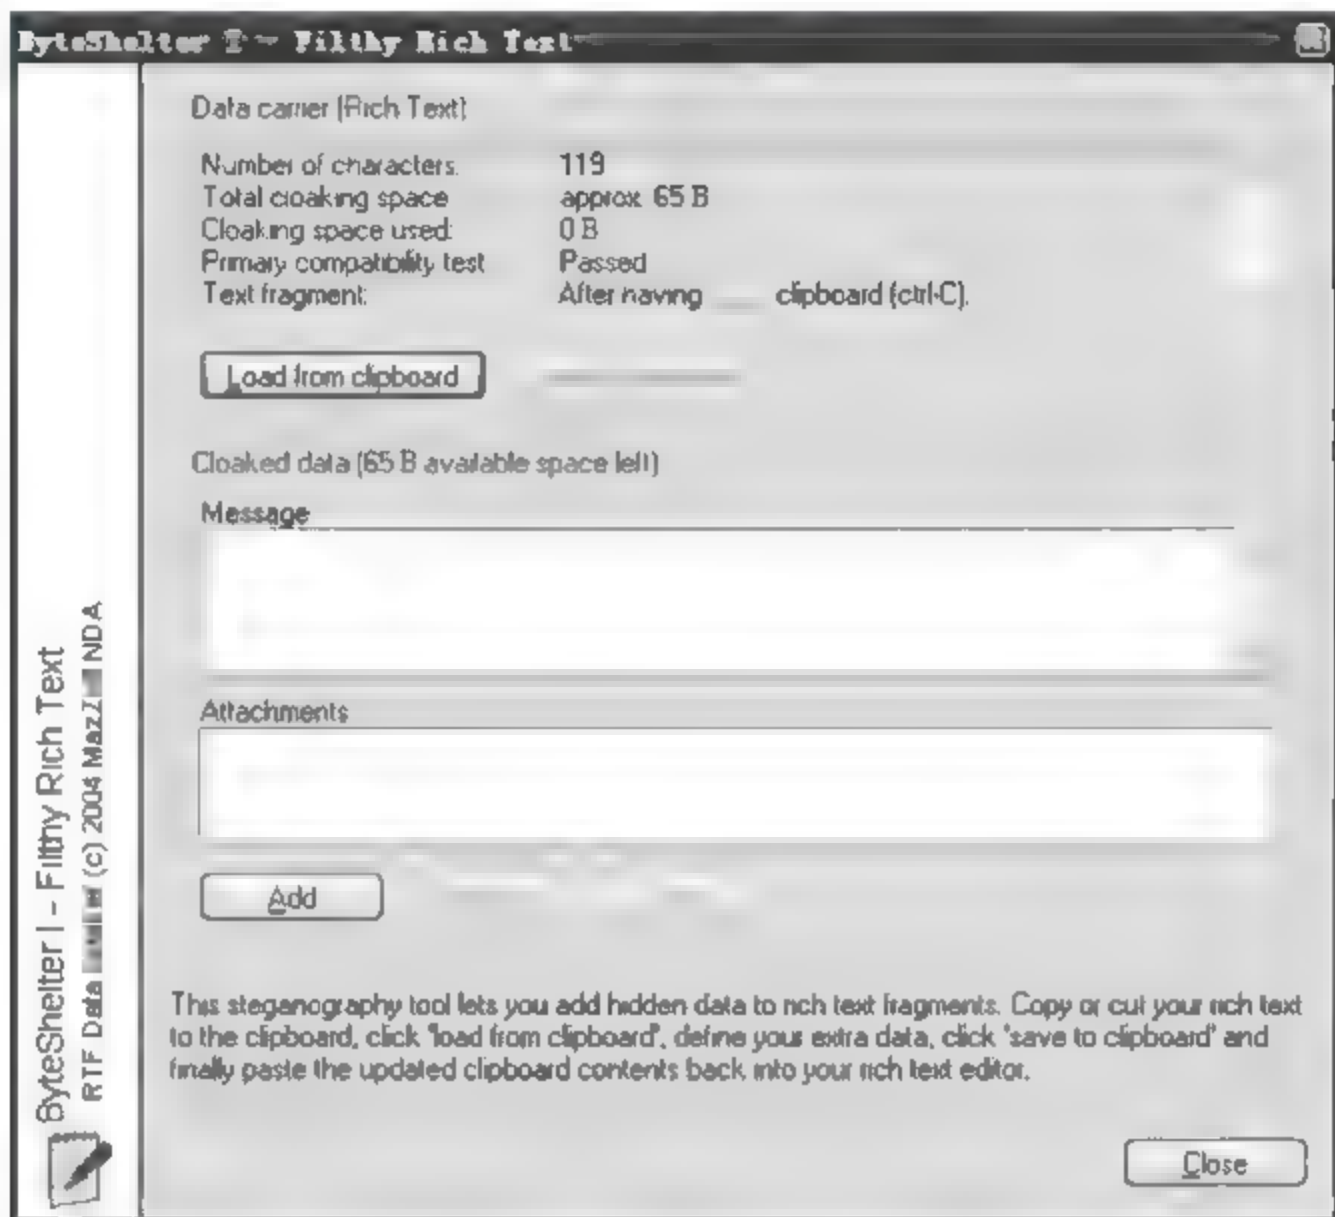 ByteShelter I - Filthy Rich Text
Data carrier (Rich Text)
Number of characters: 119
Total cloaking space approx. 65 B
Cloaking space used: 0 B
Primary compatibility test Passed
Text fragment: After having ___ clipboard (ctrl-C).
Load from clipboard
Cloaked data (65 B available space left)
Message
Attachments
Add
This steganography tool lets you add hidden data to rich text fragments. Copy or cut your rich text
to the clipboard, click 'load from clipboard', define your extra data, click 'save to clipboard' and
finally paste the updated clipboard contents back into your rich text editor.
Close
ByteShelter I - Filthy Rich Text
RTF Data (c) 2004 NDA